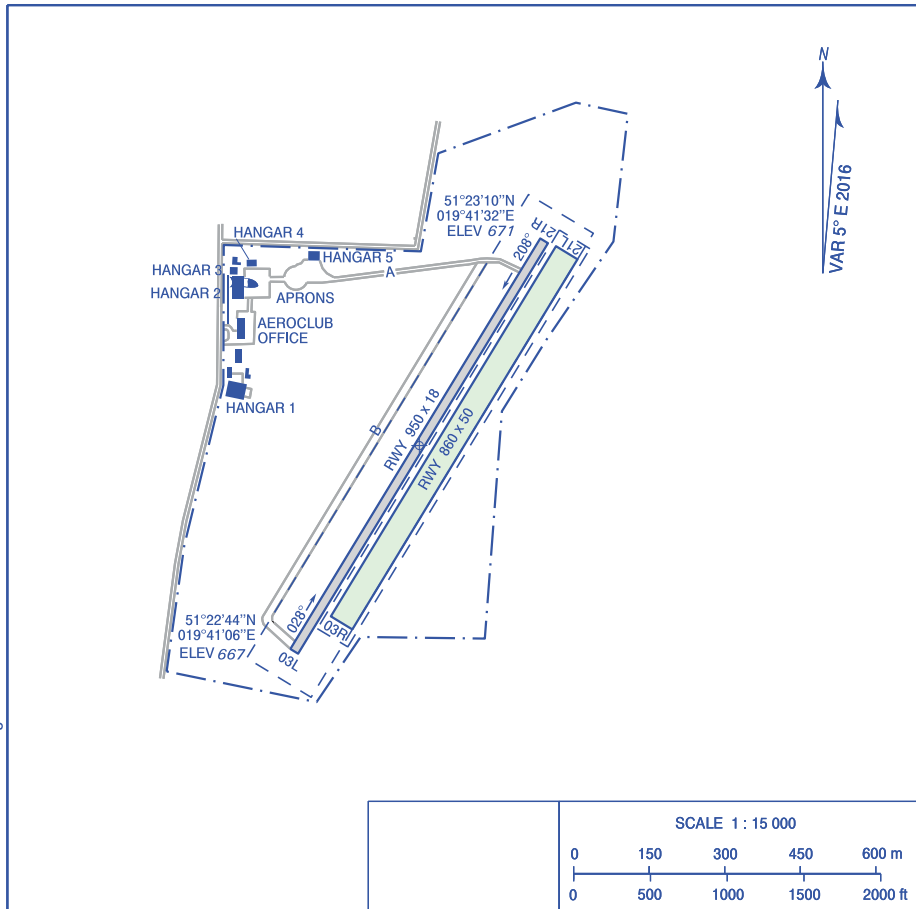 N
VAR 5° E 2016
51°23'10"N
019°41'32"E
ELEV 671
208°
21R
21L
HANGAR 4
HANGAR 5
HANGAR 3
HANGAR 2
A
APRONS
AEROCLUB
OFFICE
HANGAR 1
B
RWY 950 x 18
RWY 860 x 50
51°22'44"N
019°41'06"E
ELEV 667
028°
03R
03L
SCALE 1 : 15 000
0 150 300 450 600 m
0 500 1000 1500 2000 ft